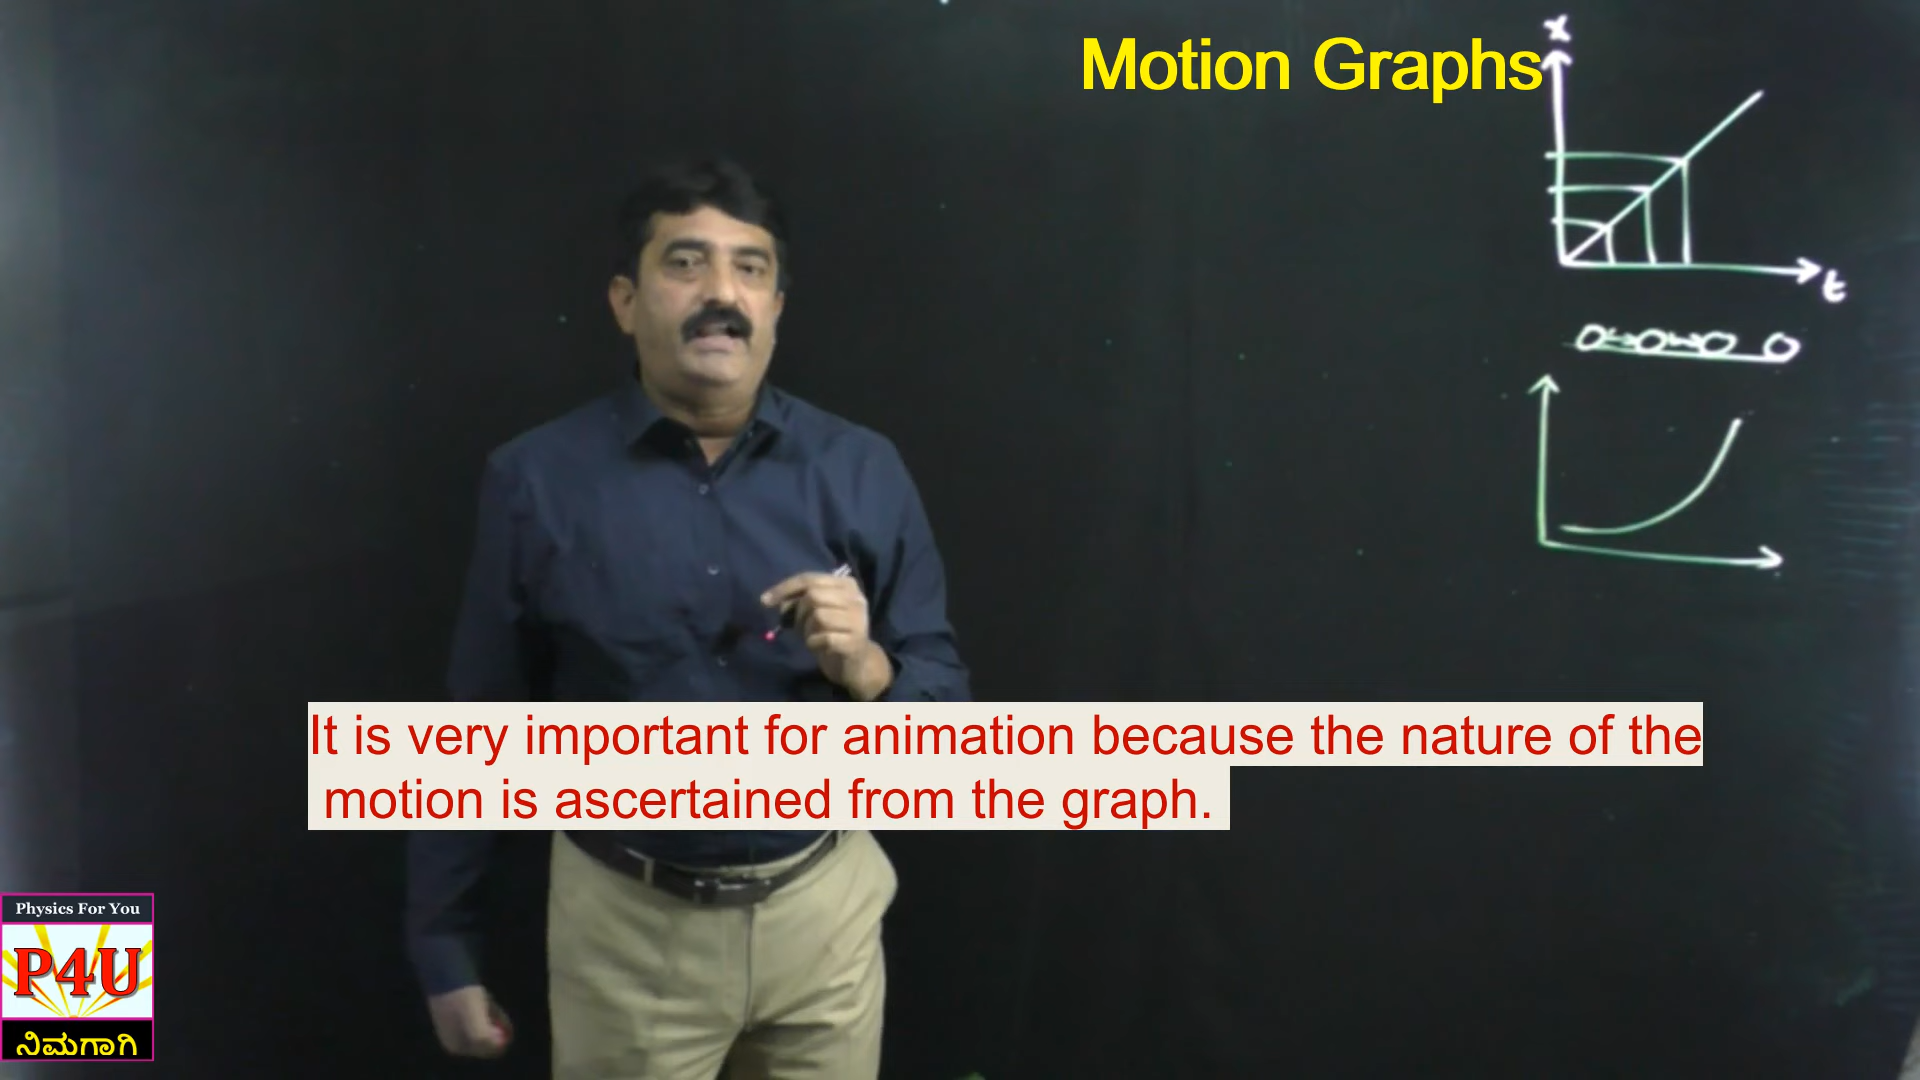 Motion Graphs
x
t
It is very important for animation because the nature of the
motion is ascertained from the graph.
Physics For You
P4U
ನಿಮಗಾಗಿ